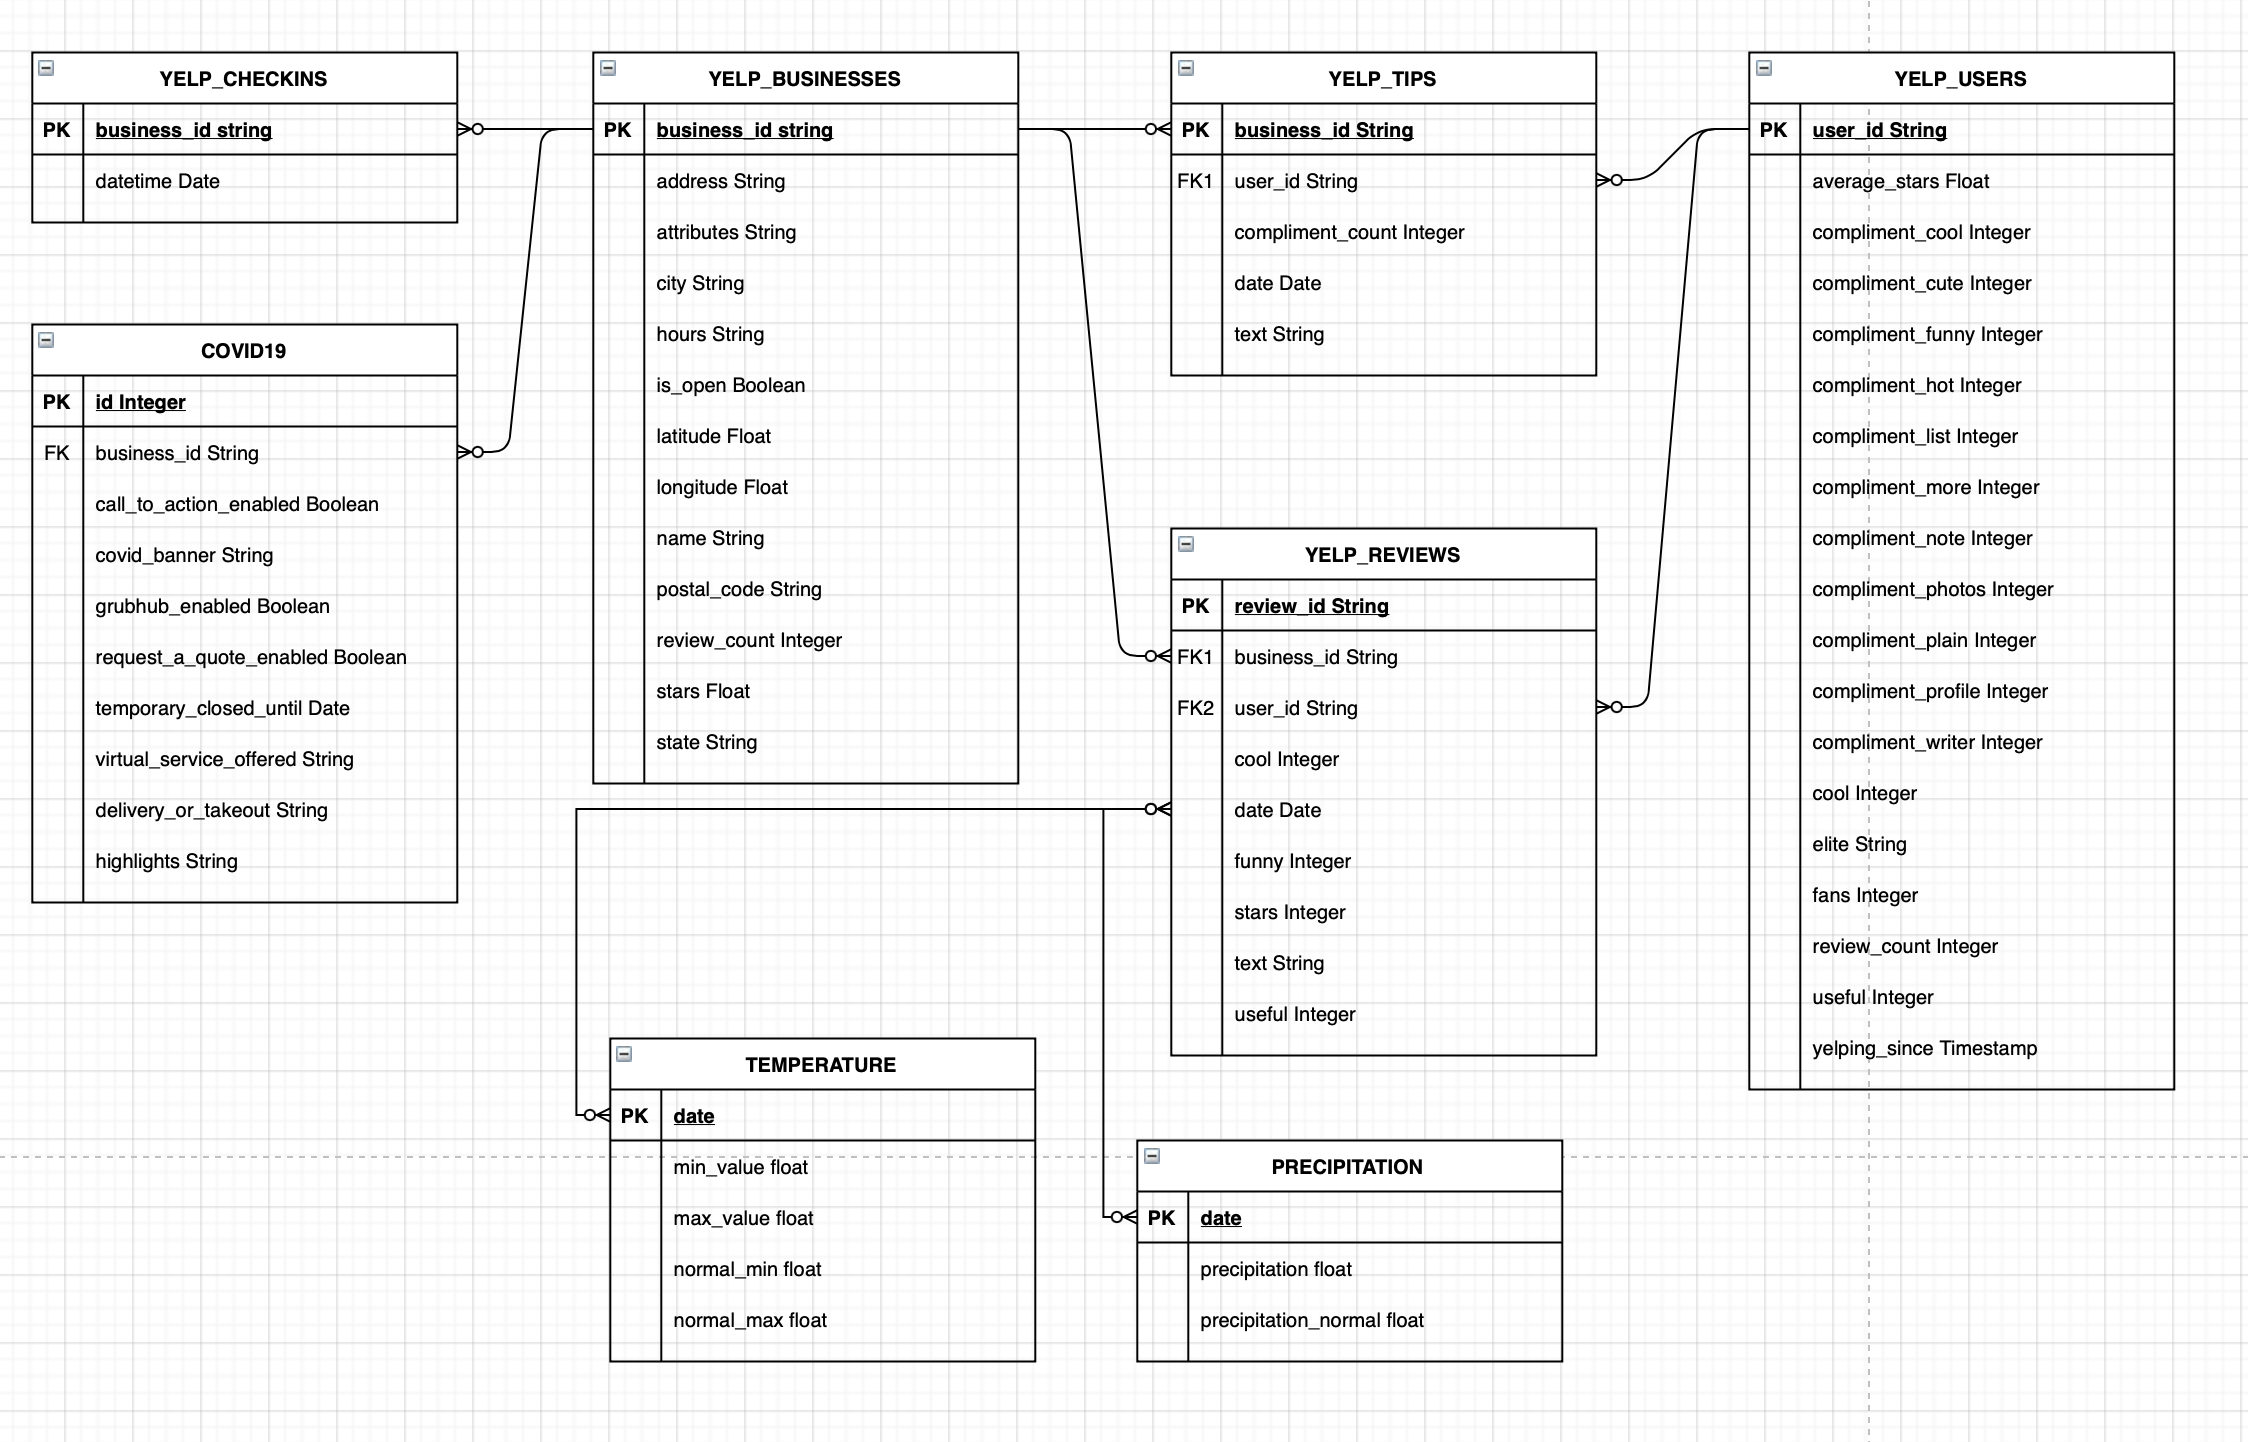 YELP_CHECKINS
PK business_id string
datetime Date
COVID19
PK id Integer
FK business_id String
call_to_action_enabled Boolean
covid_banner String
grubhub_enabled Boolean
request_a_quote_enabled Boolean
temporary_closed_until Date
virtual_service_offered String
delivery_or_takeout String
highlights String
YELP_BUSINESSES
PK business_id string
address String
attributes String
city String
hours String
is_open Boolean
latitude Float
longitude Float
name String
postal_code String
review_count Integer
stars Float
state String
YELP_TIPS
PK business_id String
FK1 user_id String
compliment_count Integer
date Date
text String
YELP_REVIEWS
PK review_id String
FK1 business_id String
FK2 user_id String
cool Integer
date Date
funny Integer
stars Integer
text String
useful Integer
YELP_USERS
PK user_id String
average_stars Float
compliment_cool Integer
compliment_cute Integer
compliment_funny Integer
compliment_hot Integer
compliment_list Integer
compliment_more Integer
compliment_note Integer
compliment_photos Integer
compliment_plain Integer
compliment_profile Integer
compliment_writer Integer
cool Integer
elite String
fans Integer
review_count Integer
useful Integer
yelping_since Timestamp
TEMPERATURE
PK date
min_value float
max_value float
normal_min float
normal_max float
PRECIPITATION
PK date
precipitation float
precipitation_normal float